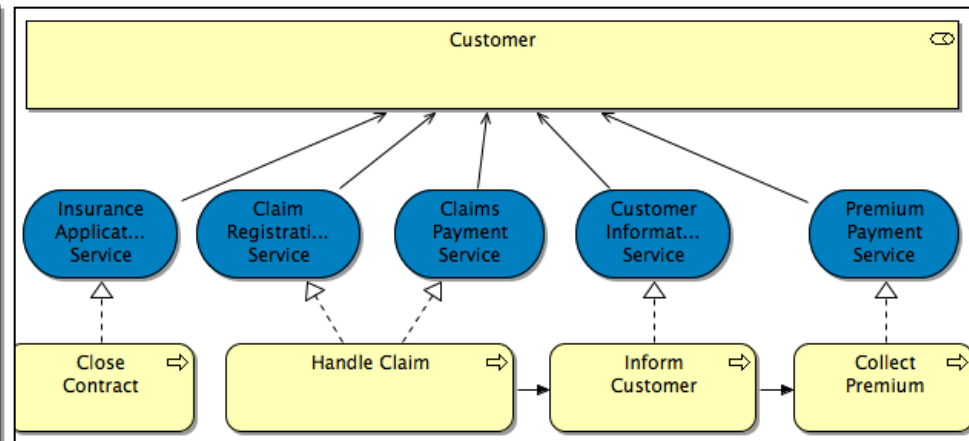 Customer
Insurance
Applicat...
Service
Claim
Registrati...
Service
Claims
Payment
Service
Customer
Informat...
Service
Premium
Payment
Service
Close
Contract
Handle Claim
Inform
Customer
Collect
Premium